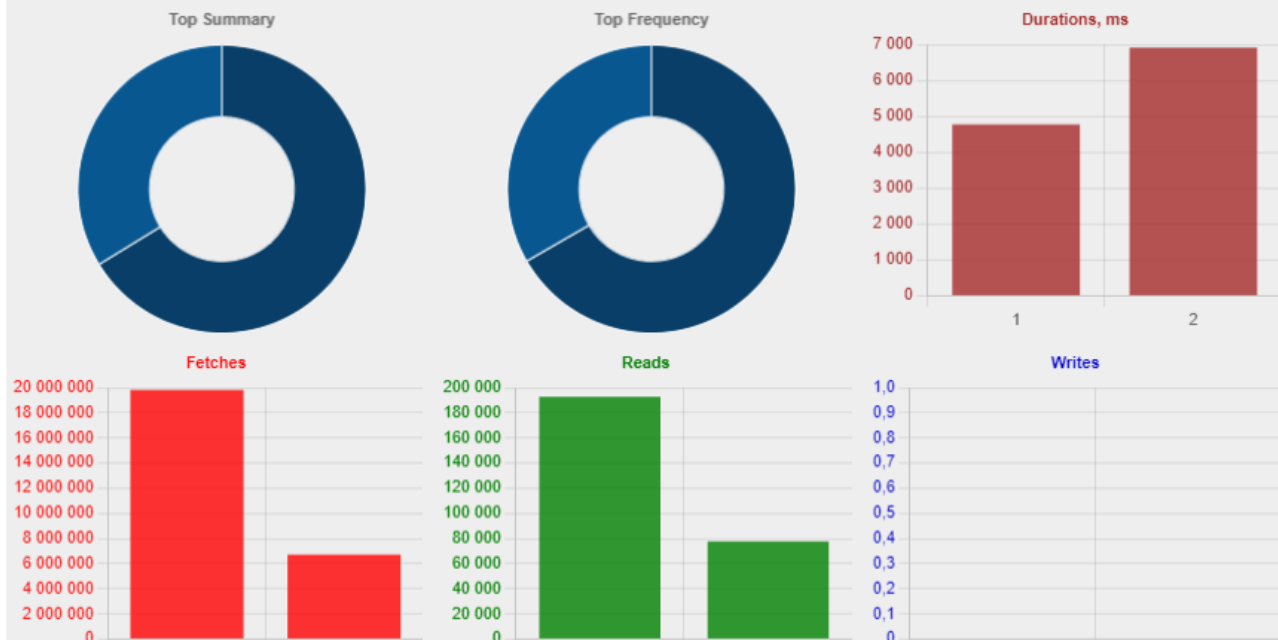 Top Summary
Top Frequency
Durations, ms
7 000
6 000
5 000
4 000
3 000
2 000
1 000
0
1
2
Fetches
20 000 000
18 000 000
16 000 000
14 000 000
12 000 000
10 000 000
8 000 000
6 000 000
4 000 000
2 000 000
0
Reads
200 000
180 000
160 000
140 000
120 000
100 000
80 000
60 000
40 000
20 000
0
Writes
1,0
0,9
0,8
0,7
0,6
0,5
0,4
0,3
0,2
0,1
0